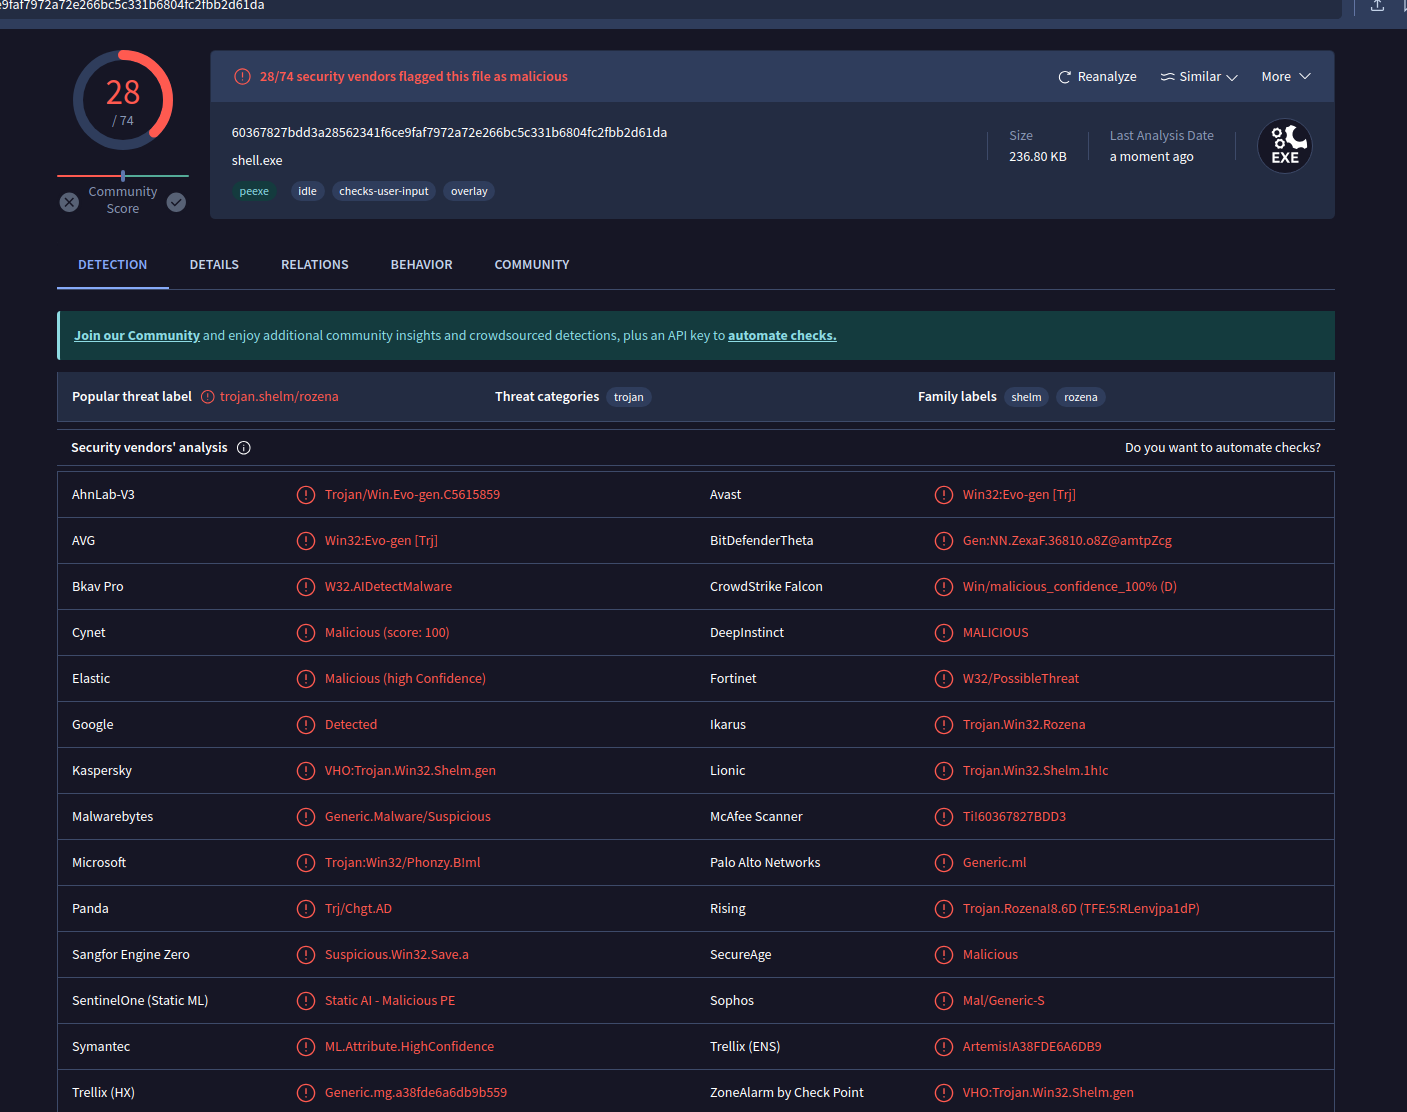 e9faf7972a72e266bc5c331b6804fc2fbb2d61da
28
/ 74
Community
Score
28/74 security vendors flagged this file as malicious
Reanalyze Similar More
60367827bdd3a28562341f6ce9faf7972a72e266bc5c331b6804fc2fbb2d61da
shell.exe
peexe idle checks-user-input overlay
Size
236.80 KB
Last Analysis Date
a moment ago
EXE
DETECTION DETAILS RELATIONS BEHAVIOR COMMUNITY
Join our Community and enjoy additional community insights and crowdsourced detections, plus an API key to automate checks.
Popular threat label trojan.shelm/rozena Threat categories trojan Family labels shelm rozena
Security vendors' analysis Do you want to automate checks?
AhnLab-V3 Trojan/Win.Evo-gen.C5615859 Avast Win32:Evo-gen [Trj]
AVG Win32:Evo-gen [Trj] BitDefenderTheta Gen:NN.ZexaF.36810.o8Z@amtpZcg
Bkav Pro W32.AIDetectMalware CrowdStrike Falcon Win/malicious_confidence_100% (D)
Cynet Malicious (score: 100) DeepInstinct MALICIOUS
Elastic Malicious (high Confidence) Fortinet W32/PossibleThreat
Google Detected Ikarus Trojan.Win32.Rozena
Kaspersky VHO:Trojan.Win32.Shelm.gen Lionic Trojan.Win32.Shelm.1h!c
Malwarebytes Generic.Malware/Suspicious McAfee Scanner Ti!60367827BDD3
Microsoft Trojan:Win32/Phonzy.B!ml Palo Alto Networks Generic.ml
Panda Trj/Chgt.AD Rising Trojan.Rozena!8.6D (TFE:5:RLenvjpa1dP)
Sangfor Engine Zero Suspicious.Win32.Save.a SecureAge Malicious
SentinelOne (Static ML) Static AI - Malicious PE Sophos Mal/Generic-S
Symantec ML.Attribute.HighConfidence Trellix (ENS) Artemis!A38FDE6A6DB9
Trellix (HX) Generic.mg.a38fde6a6db9b559 ZoneAlarm by Check Point VHO:Trojan.Win32.Shelm.gen